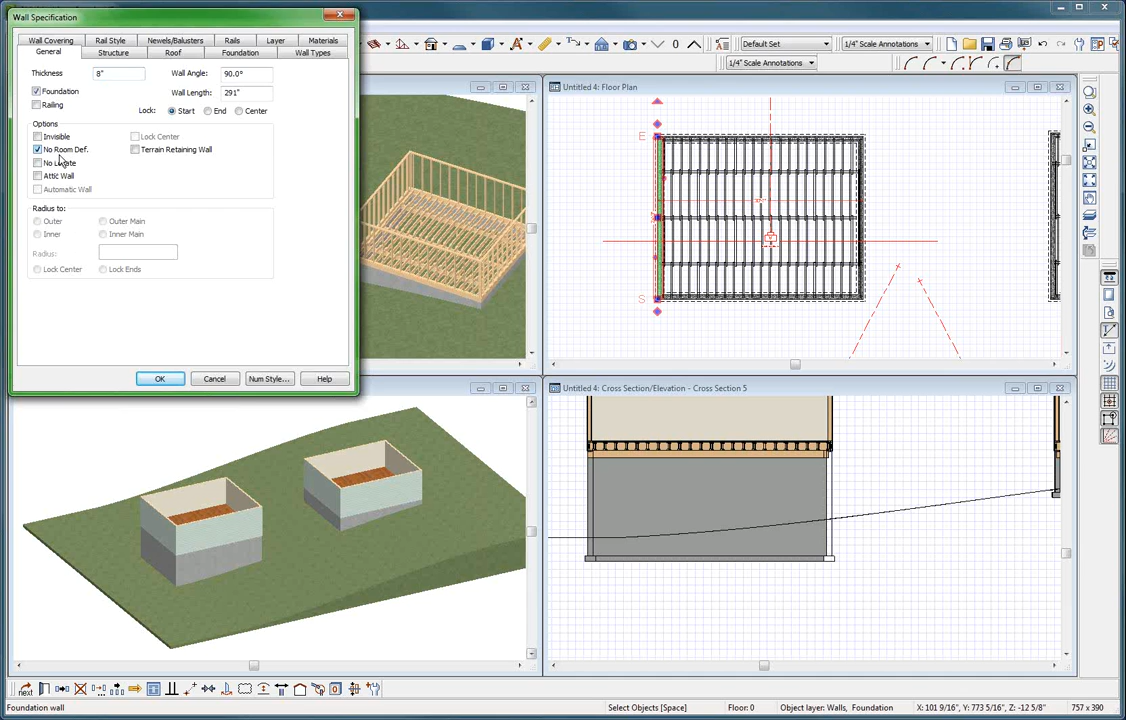 Wall Specification
Wall Covering Rail Style Newels/Balusters Rails Layer Materials
General Structure Roof Foundation Wall Types
Thickness 8" Wall Angle: 90.0°
Foundation Wall Length: 291"
Railing Lock: Start End Center
Options
Invisible Lock Center
No Room Def. Terrain Retaining Wall
No Locate
Attic Wall
Automatic Wall
Radius to:
Outer Outer Main
Inner Inner Main
Radius:
Lock Center Lock Ends
OK Cancel Num Style... Help
0 Default Set 1/4" Scale Annotations
1/4" Scale Annotations
Untitled 4: Floor Plan
E
S
Untitled 4: Cross Section/Elevation - Cross Section 5
next
Foundation wall Select Objects [Space] Floor: 0 Object layer: Walls, Foundation X: 101 9/16", Y: 773 5/16", Z: -12 5/8" 757 x 390